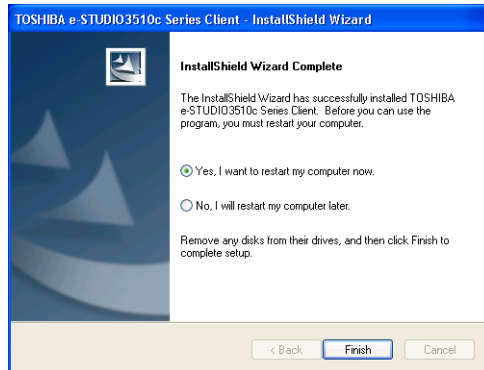 TOSHIBA e-STUDIO3510c Series Client - InstallShield Wizard
InstallShield Wizard Complete
The InstallShield Wizard has successfully installed TOSHIBA
e-STUDIO3510c Series Client. Before you can use the
program, you must restart your computer.
Yes, I want to restart my computer now.
No, I will restart my computer later.
Remove any disks from their drives, and then click Finish to
complete setup.
< Back Finish Cancel